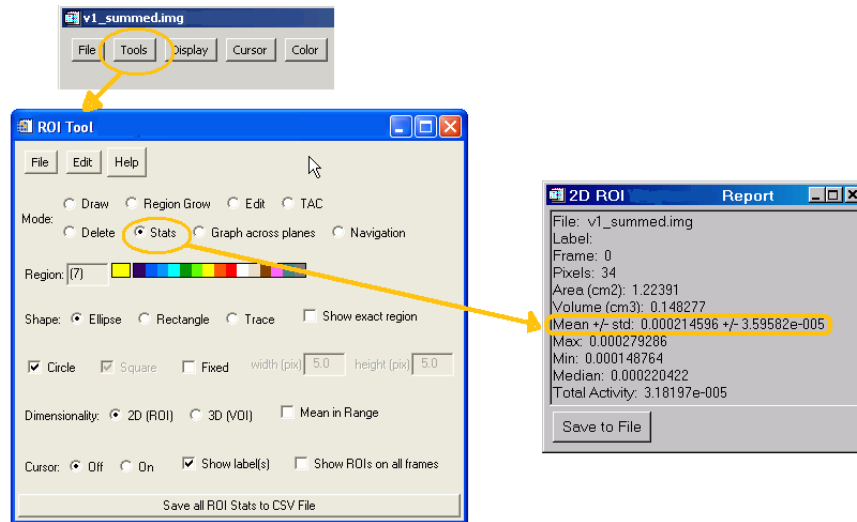 v1_summed.img
File Tools Display Cursor Color
ROI Tool
File Edit Help
Mode: Draw Region Grow Edit TAC
Delete Stats Graph across planes Navigation
Region: (7)
Shape: Ellipse Rectangle Trace Show exact region
Circle Square Fixed width (pix) 5.0 height (pix) 5.0
Dimensionality: 2D (ROI) 3D (VOI) Mean in Range
Cursor: Off On Show label(s) Show ROIs on all frames
Save all ROI Stats to CSV File
2D ROI Report
File: v1_summed.img
Label:
Frame: 0
Pixels: 34
Area (cm2): 1.22391
Volume (cm3): 0.148277
Mean +/- std: 0.000214596 +/- 3.59582e-005
Max: 0.000279286
Min: 0.000148764
Median: 0.000220422
Total Activity: 3.18197e-005
Save to File